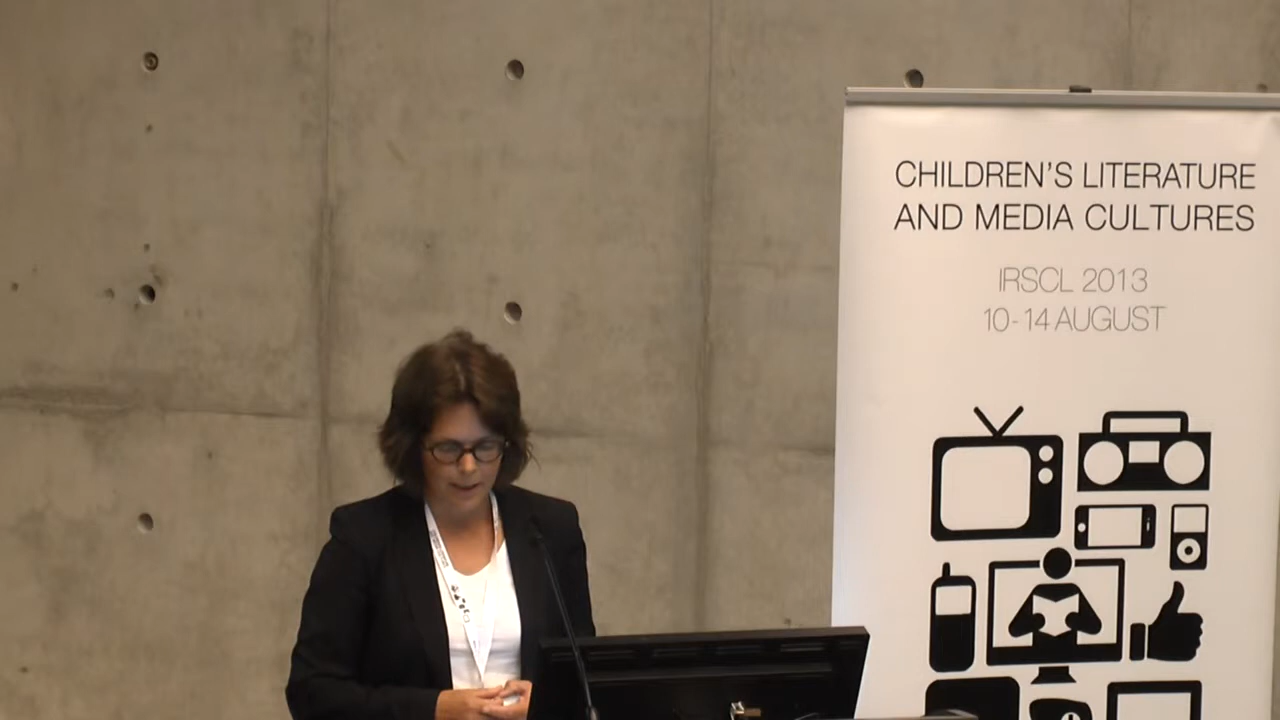 CHILDREN'S LITERATURE
AND MEDIA CULTURES
IRSCL 2013
10-14 AUGUST